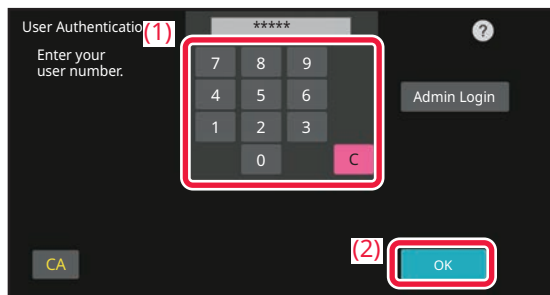 User Authenticatio
(1)
*****
?
Enter your
user number.
7 8 9
4 5 6
Admin Login
1 2 3
0 C
(2)
CA
OK